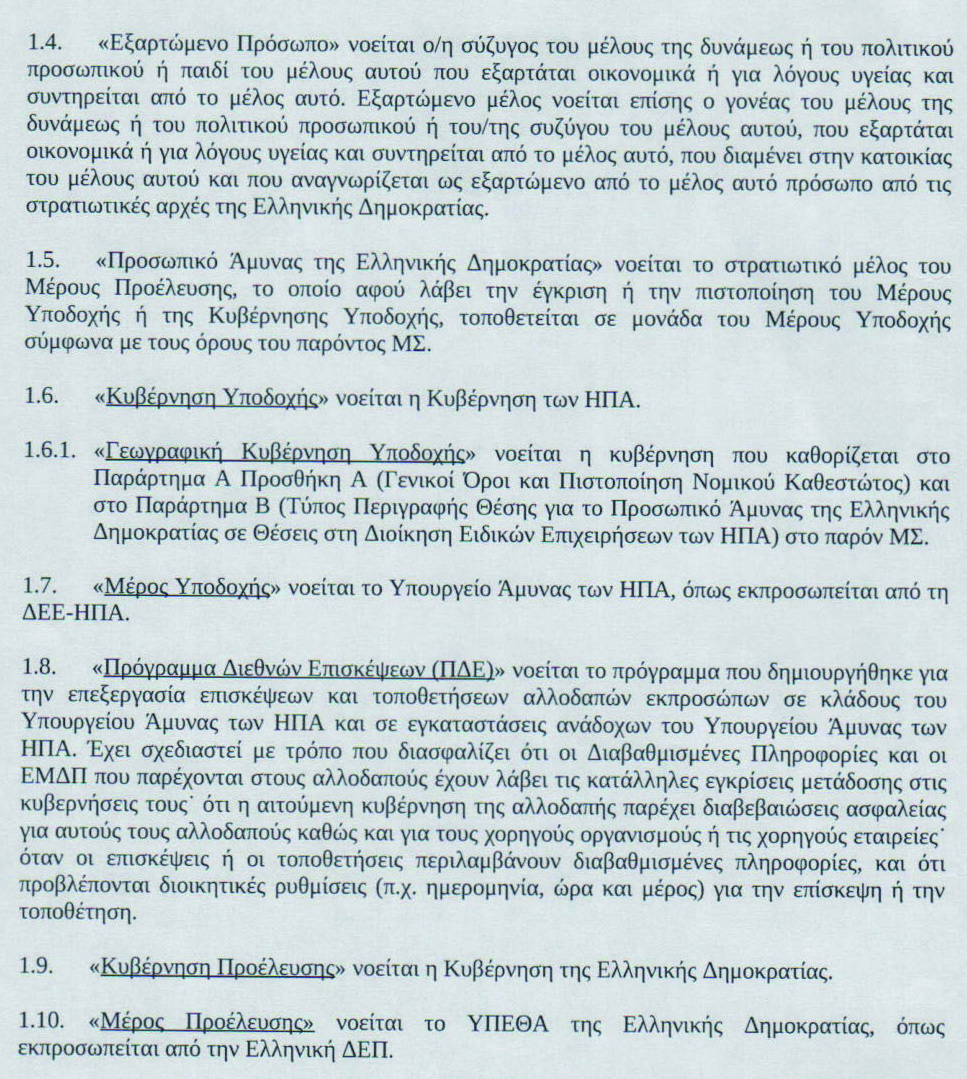 1.4. «Εξαρτώμενο Πρόσωπο» νοείται ο/η σύζυγος του μέλους της δυνάμεως ή του πολιτικού
προσωπικού ή παιδί του μέλους αυτού που εξαρτάται οικονομικά ή για λόγους υγείας και
συντηρείται από το μέλος αυτό. Εξαρτώμενο μέλος νοείται επίσης ο γονέας του μέλους της
δυνάμεως ή του πολιτικού προσωπικού ή του/της συζύγου του μέλους αυτού, που εξαρτάται
οικονομικά ή για λόγους υγείας και συντηρείται από το μέλος αυτό, που διαμένει στην κατοικίας
του μέλους αυτού και που αναγνωρίζεται ως εξαρτώμενο από το μέλος αυτό πρόσωπο από τις
στρατιωτικές αρχές της Ελληνικής Δημοκρατίας.
1.5. «Προσωπικό Άμυνας της Ελληνικής Δημοκρατίας» νοείται το στρατιωτικό μέλος του
Μέρους Προέλευσης, το οποίο αφού λάβει την έγκριση ή την πιστοποίηση του Μέρους
Υποδοχής ή της Κυβέρνησης Υποδοχής, τοποθετείται σε μονάδα του Μέρους Υποδοχής
σύμφωνα με τους όρους του παρόντος ΜΣ.
1.6. «Κυβέρνηση Υποδοχής» νοείται η Κυβέρνηση των ΗΠΑ.
1.6.1. «Γεωγραφική Κυβέρνηση Υποδοχής» νοείται η κυβέρνηση που καθορίζεται στο
Παράρτημα Α Προσθήκη Α (Γενικοί Όροι και Πιστοποίηση Νομικού Καθεστώτος) και
στο Παράρτημα Β (Τύπος Περιγραφής Θέσης για το Προσωπικό Άμυνας της Ελληνικής
Δημοκρατίας σε Θέσεις στη Διοίκηση Ειδικών Επιχειρήσεων των ΗΠΑ) στο παρόν ΜΣ.
1.7. «Μέρος Υποδοχής» νοείται το Υπουργείο Άμυνας των ΗΠΑ, όπως εκπροσωπείται από τη
ΔΕΕ-ΗΠΑ.
1.8. «Πρόγραμμα Διεθνών Επισκέψεων (ΠΔΕ)» νοείται το πρόγραμμα που δημιουργήθηκε για
την επεξεργασία επισκέψεων και τοποθετήσεων αλλοδαπών εκπροσώπων σε κλάδους του
Υπουργείου Άμυνας των ΗΠΑ και σε εγκαταστάσεις ανάδοχων του Υπουργείου Άμυνας των
ΗΠΑ. Έχει σχεδιαστεί με τρόπο που διασφαλίζει ότι οι Διαβαθμισμένες Πληροφορίες και οι
ΕΜΔΠ που παρέχονται στους αλλοδαπούς έχουν λάβει τις κατάλληλες εγκρίσεις μετάδοσης στις
κυβερνήσεις τους˙ ότι η αιτούμενη κυβέρνηση της αλλοδαπής παρέχει διαβεβαιώσεις ασφαλείας
για αυτούς τους αλλοδαπούς καθώς και για τους χορηγούς οργανισμούς ή τις χορηγούς εταιρείες˙
όταν οι επισκέψεις ή οι τοποθετήσεις περιλαμβάνουν διαβαθμισμένες πληροφορίες, και ότι
προβλέπονται διοικητικές ρυθμίσεις (π.χ. ημερομηνία, ώρα και μέρος) για την επίσκεψη ή την
τοποθέτηση.
1.9. «Κυβέρνηση Προέλευσης» νοείται η Κυβέρνηση της Ελληνικής Δημοκρατίας.
1.10. «Μέρος Προέλευσης» νοείται το ΥΠΕΘΑ της Ελληνικής Δημοκρατίας, όπως
εκπροσωπείται από την Ελληνική ΔΕΠ.